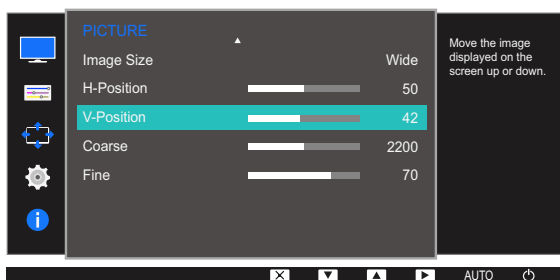 PICTURE
Image Size Wide
H-Position 50
V-Position 42
Coarse 2200
Fine 70
Move the image
displayed on the
screen up or down.
AUTO